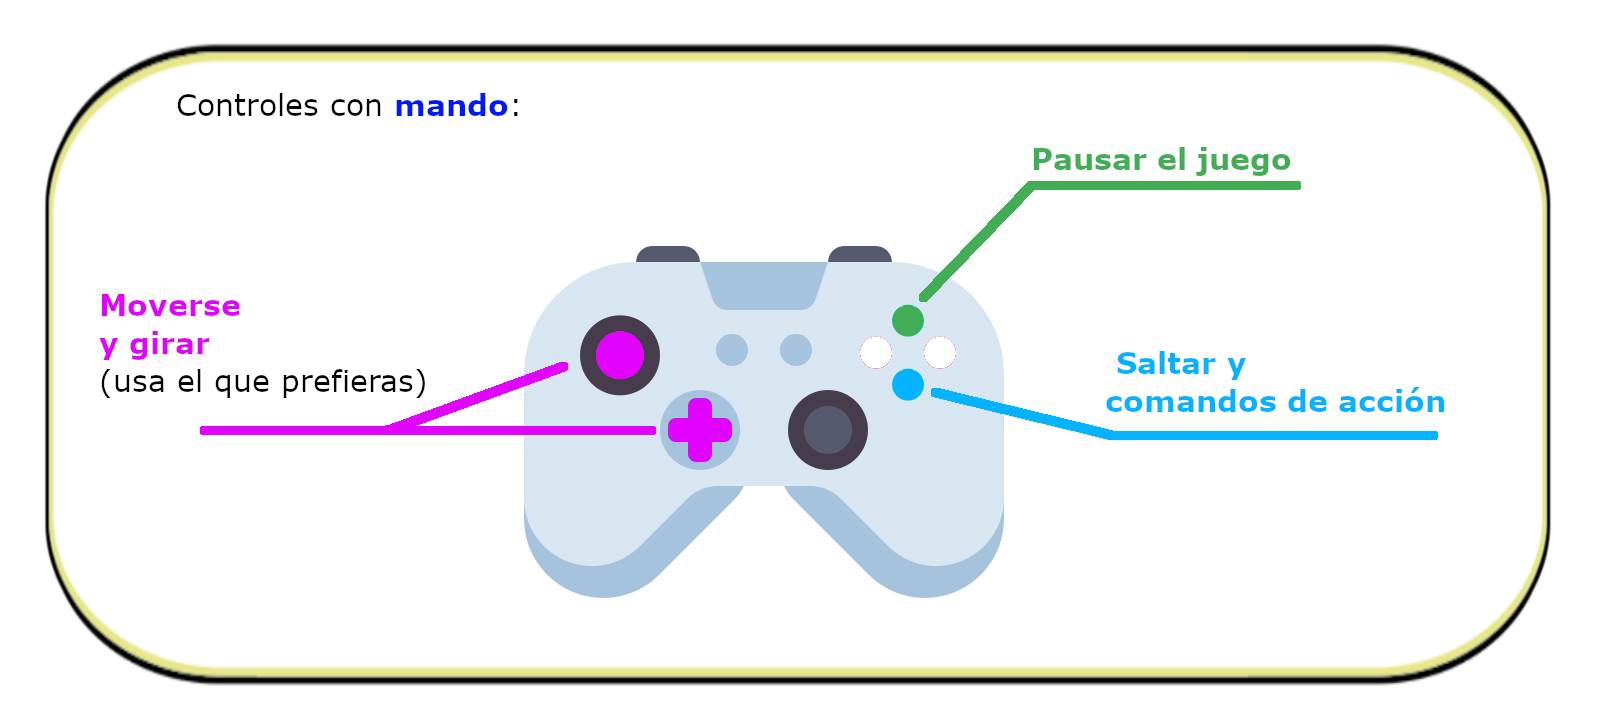 Controles con mando:
Pausar el juego
Moverse
y girar
(usa el que prefieras)
Saltar y
comandos de acción